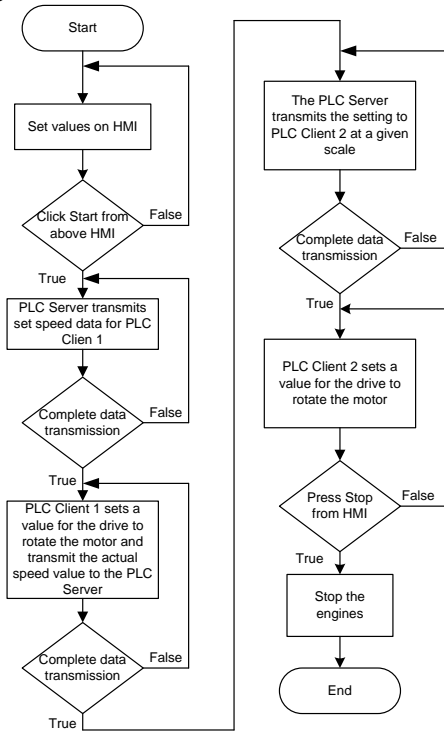 Start
Set values on HMI
Click Start from
above HMI
False
True
PLC Server transmits
set speed data for PLC
Clien 1
Complete data
transmission
False
True
PLC Client 1 sets a
value for the drive to
rotate the motor and
transmit the actual
speed value to the PLC
Server
Complete data
transmission
False
True
The PLC Server
transmits the setting to
PLC Client 2 at a given
scale
Complete data
transmission
False
True
PLC Client 2 sets a
value for the drive to
rotate the motor
Press Stop
from HMI
False
True
Stop the
engines
End